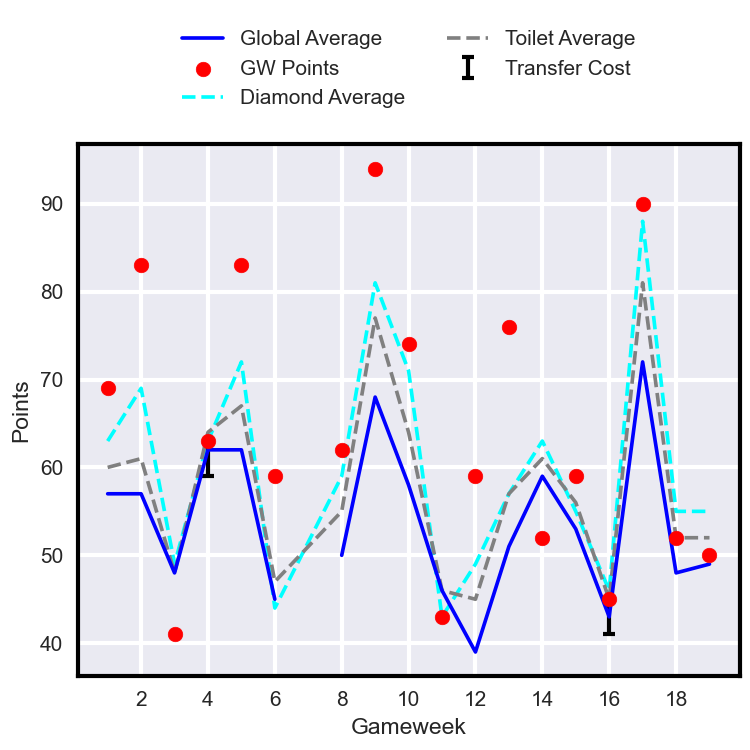 Global Average
GW Points
Diamond Average
Toilet Average
Transfer Cost
90
80
70
60
50
40
Points
2 4 6 8 10 12 14 16 18
Gameweek